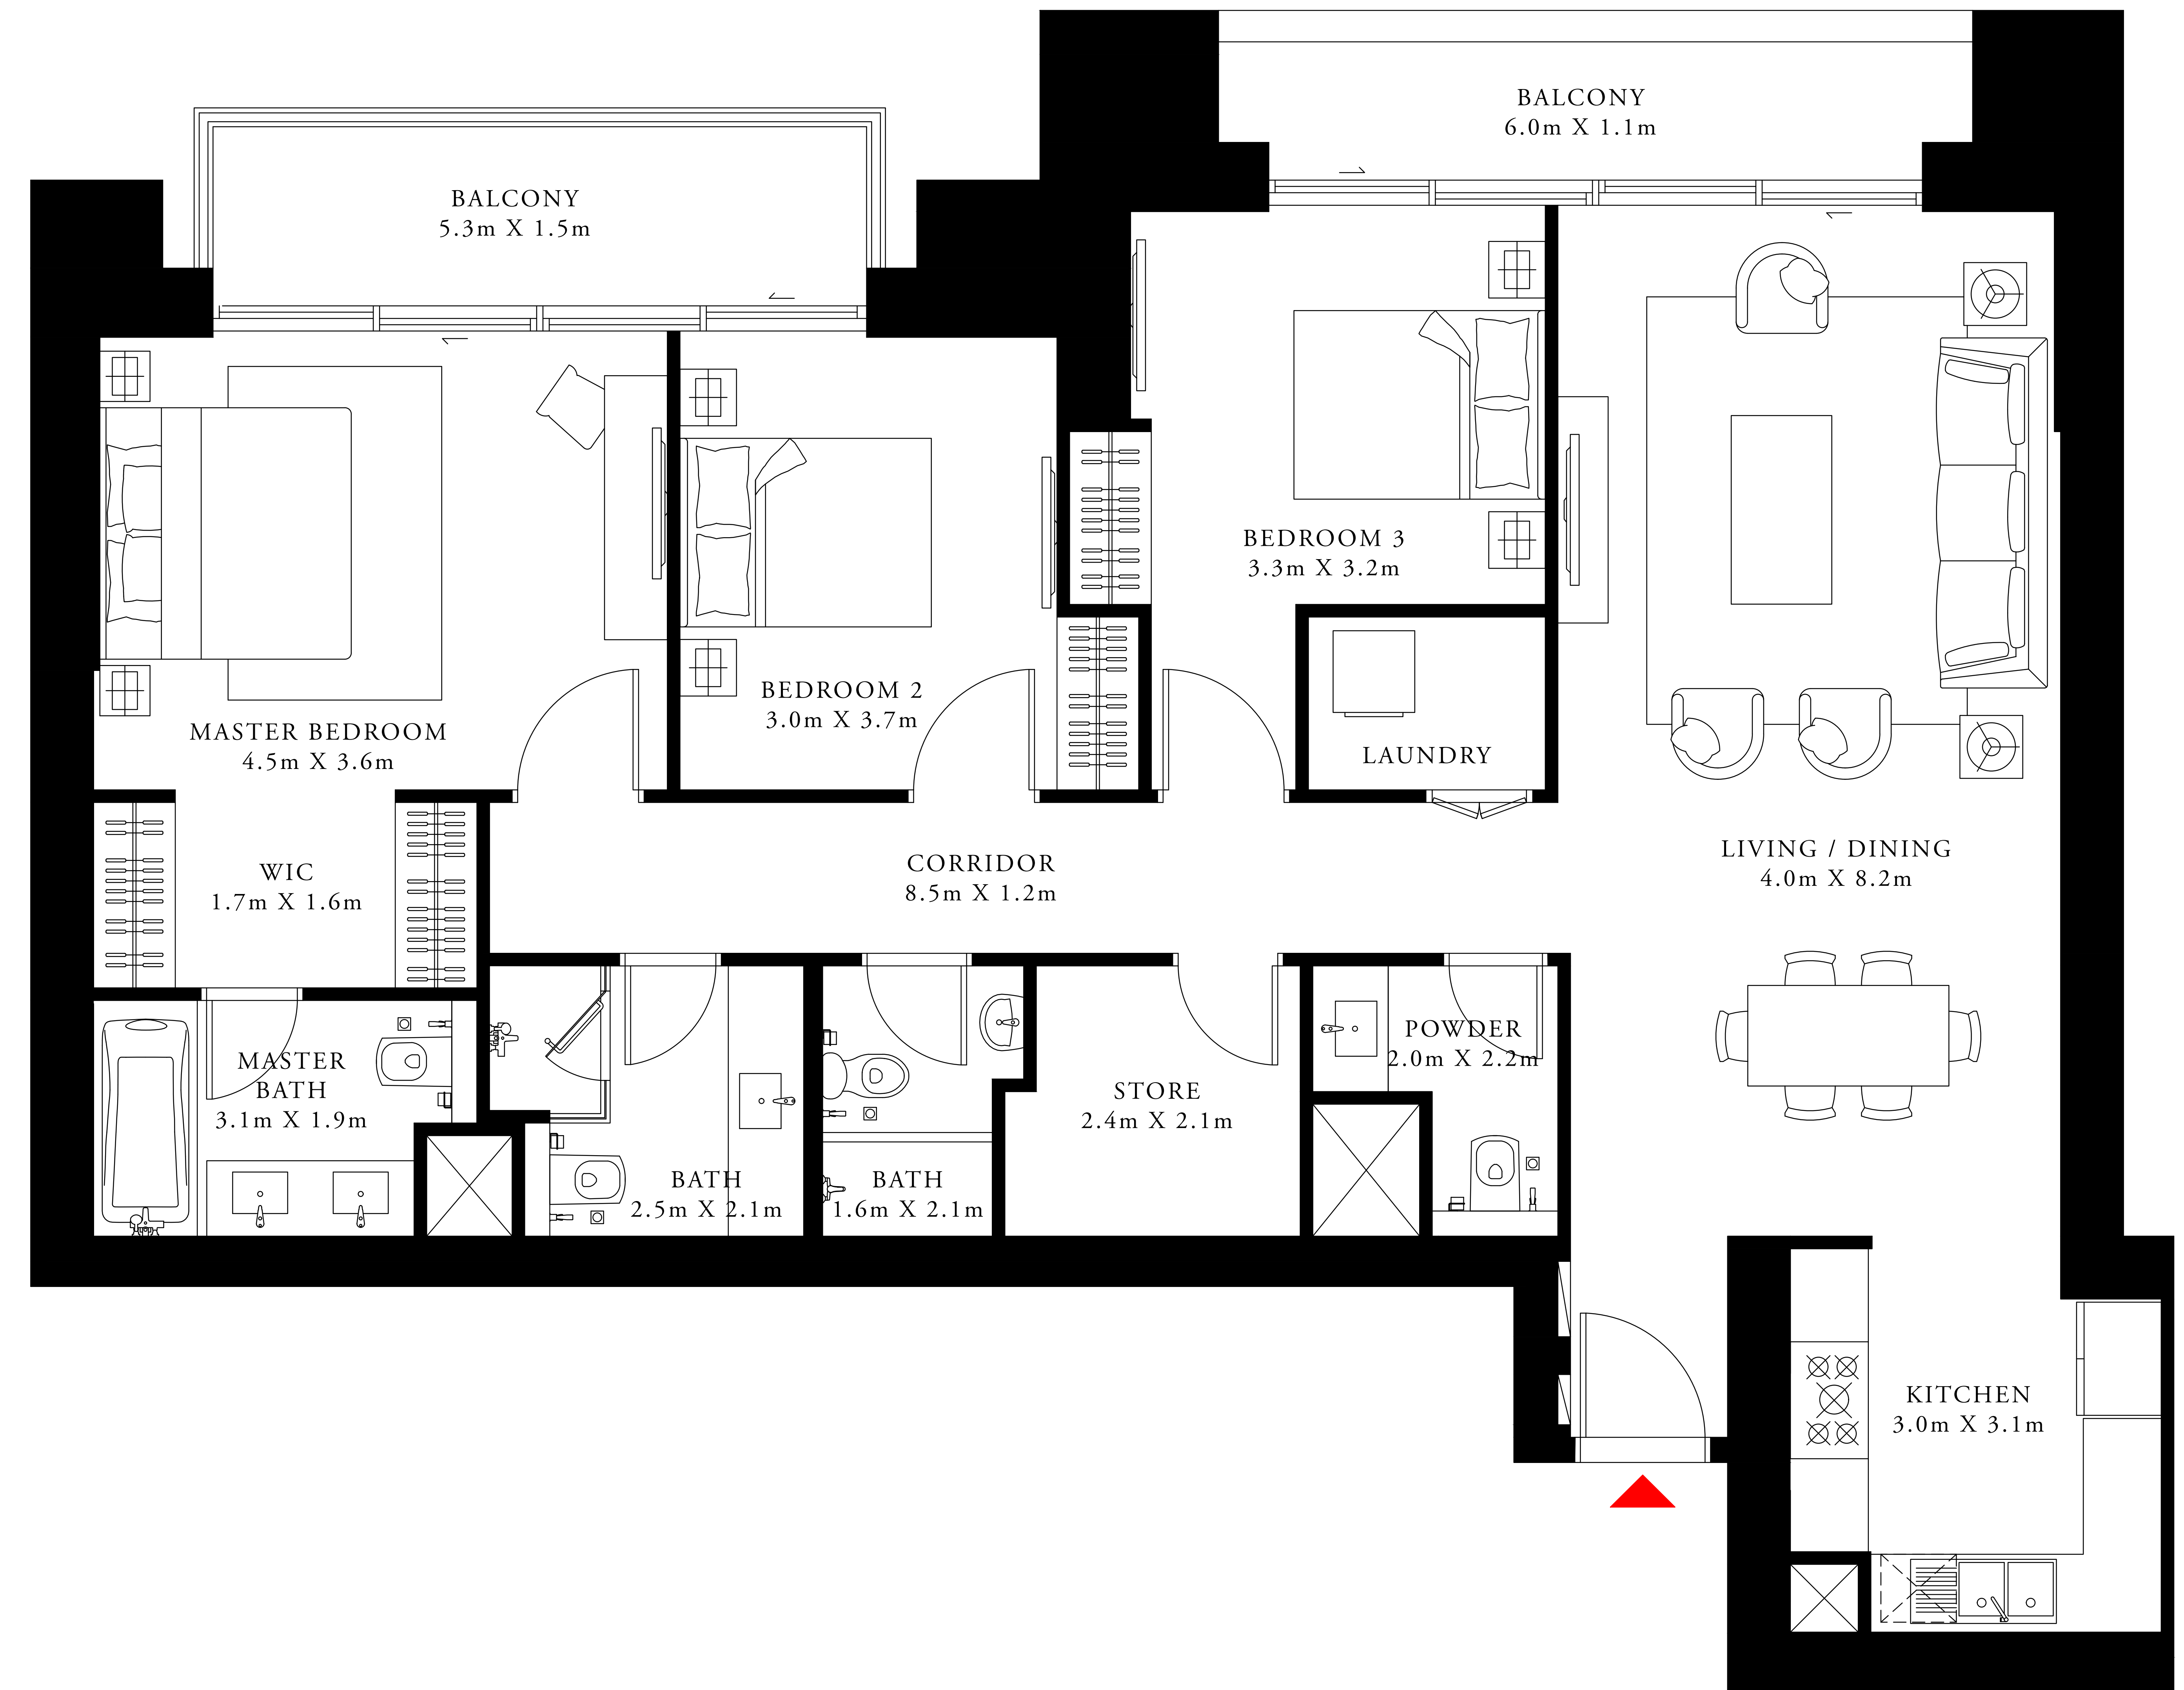 BALCONY
6.0m X 1.1m
BALCONY
5.3m X 1.5m
BEDROOM 3
3.3m X 3.2m
BEDROOM 2
3.0m X 3.7m
MASTER BEDROOM
4.5m X 3.6m
LAUNDRY
LIVING / DINING
4.0m X 8.2m
CORRIDOR
8.5m X 1.2m
WIC
1.7m X 1.6m
POWDER
2.0m X 2.2m
MASTER
BATH
3.1m X 1.9m
STORE
2.4m X 2.1m
BATH
2.5m X 2.1m
BATH
1.6m X 2.1m
KITCHEN
3.0m X 3.1m